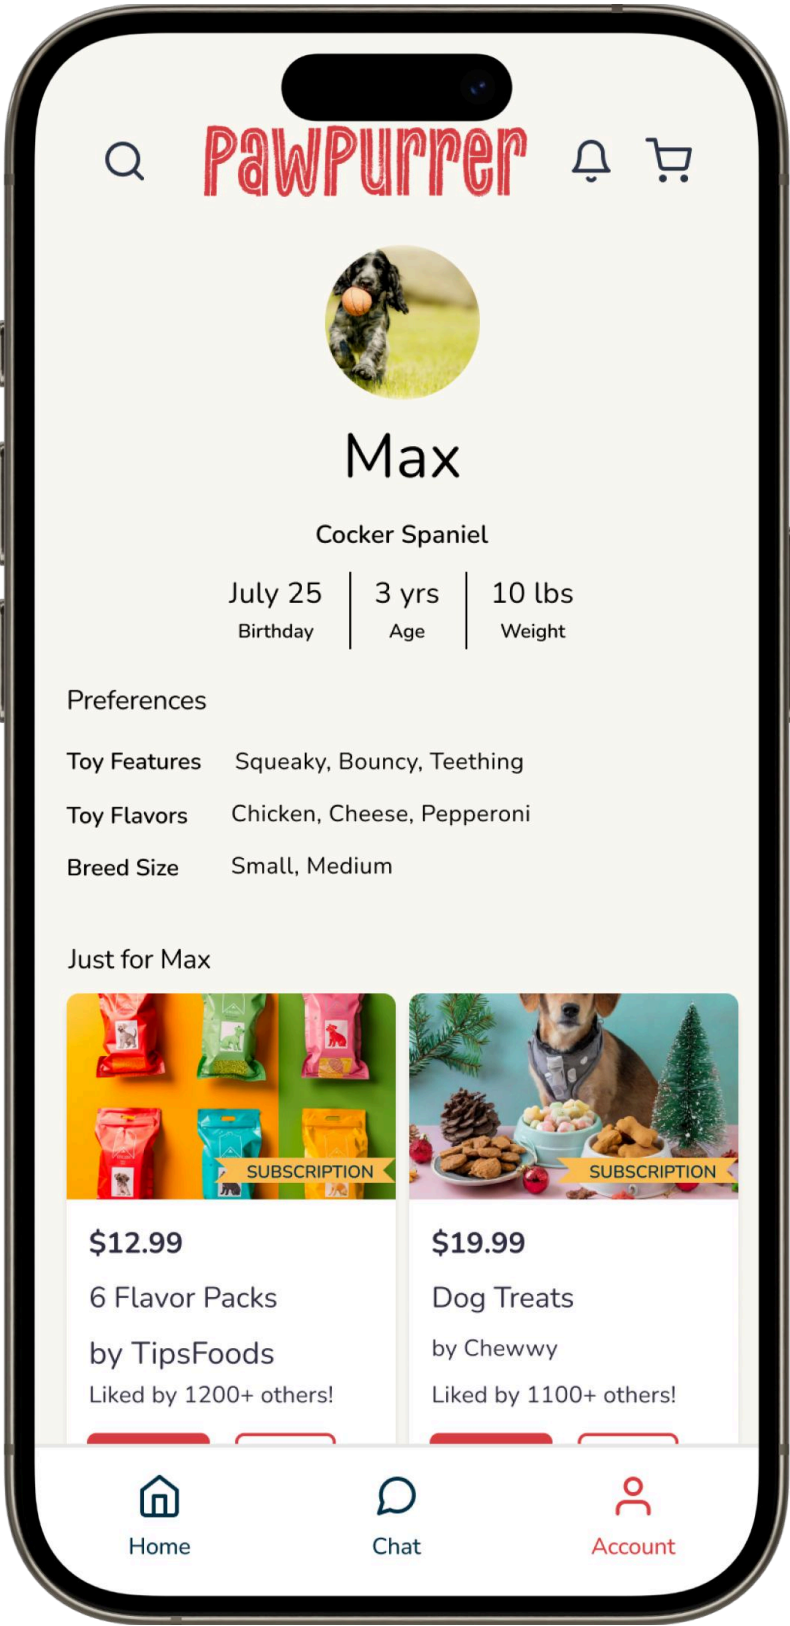 PawPurrer
Max
Cocker Spaniel
July 25 3 yrs 10 lbs
Birthday Age Weight
Preferences
Toy Features Squeaky, Bouncy, Teething
Toy Flavors Chicken, Cheese, Pepperoni
Breed Size Small, Medium
Just for Max
SUBSCRIPTION SUBSCRIPTION
$12.99 $19.99
6 Flavor Packs Dog Treats
by TipsFoods by Chewwy
Liked by 1200+ others! Liked by 1100+ others!
Home Chat Account